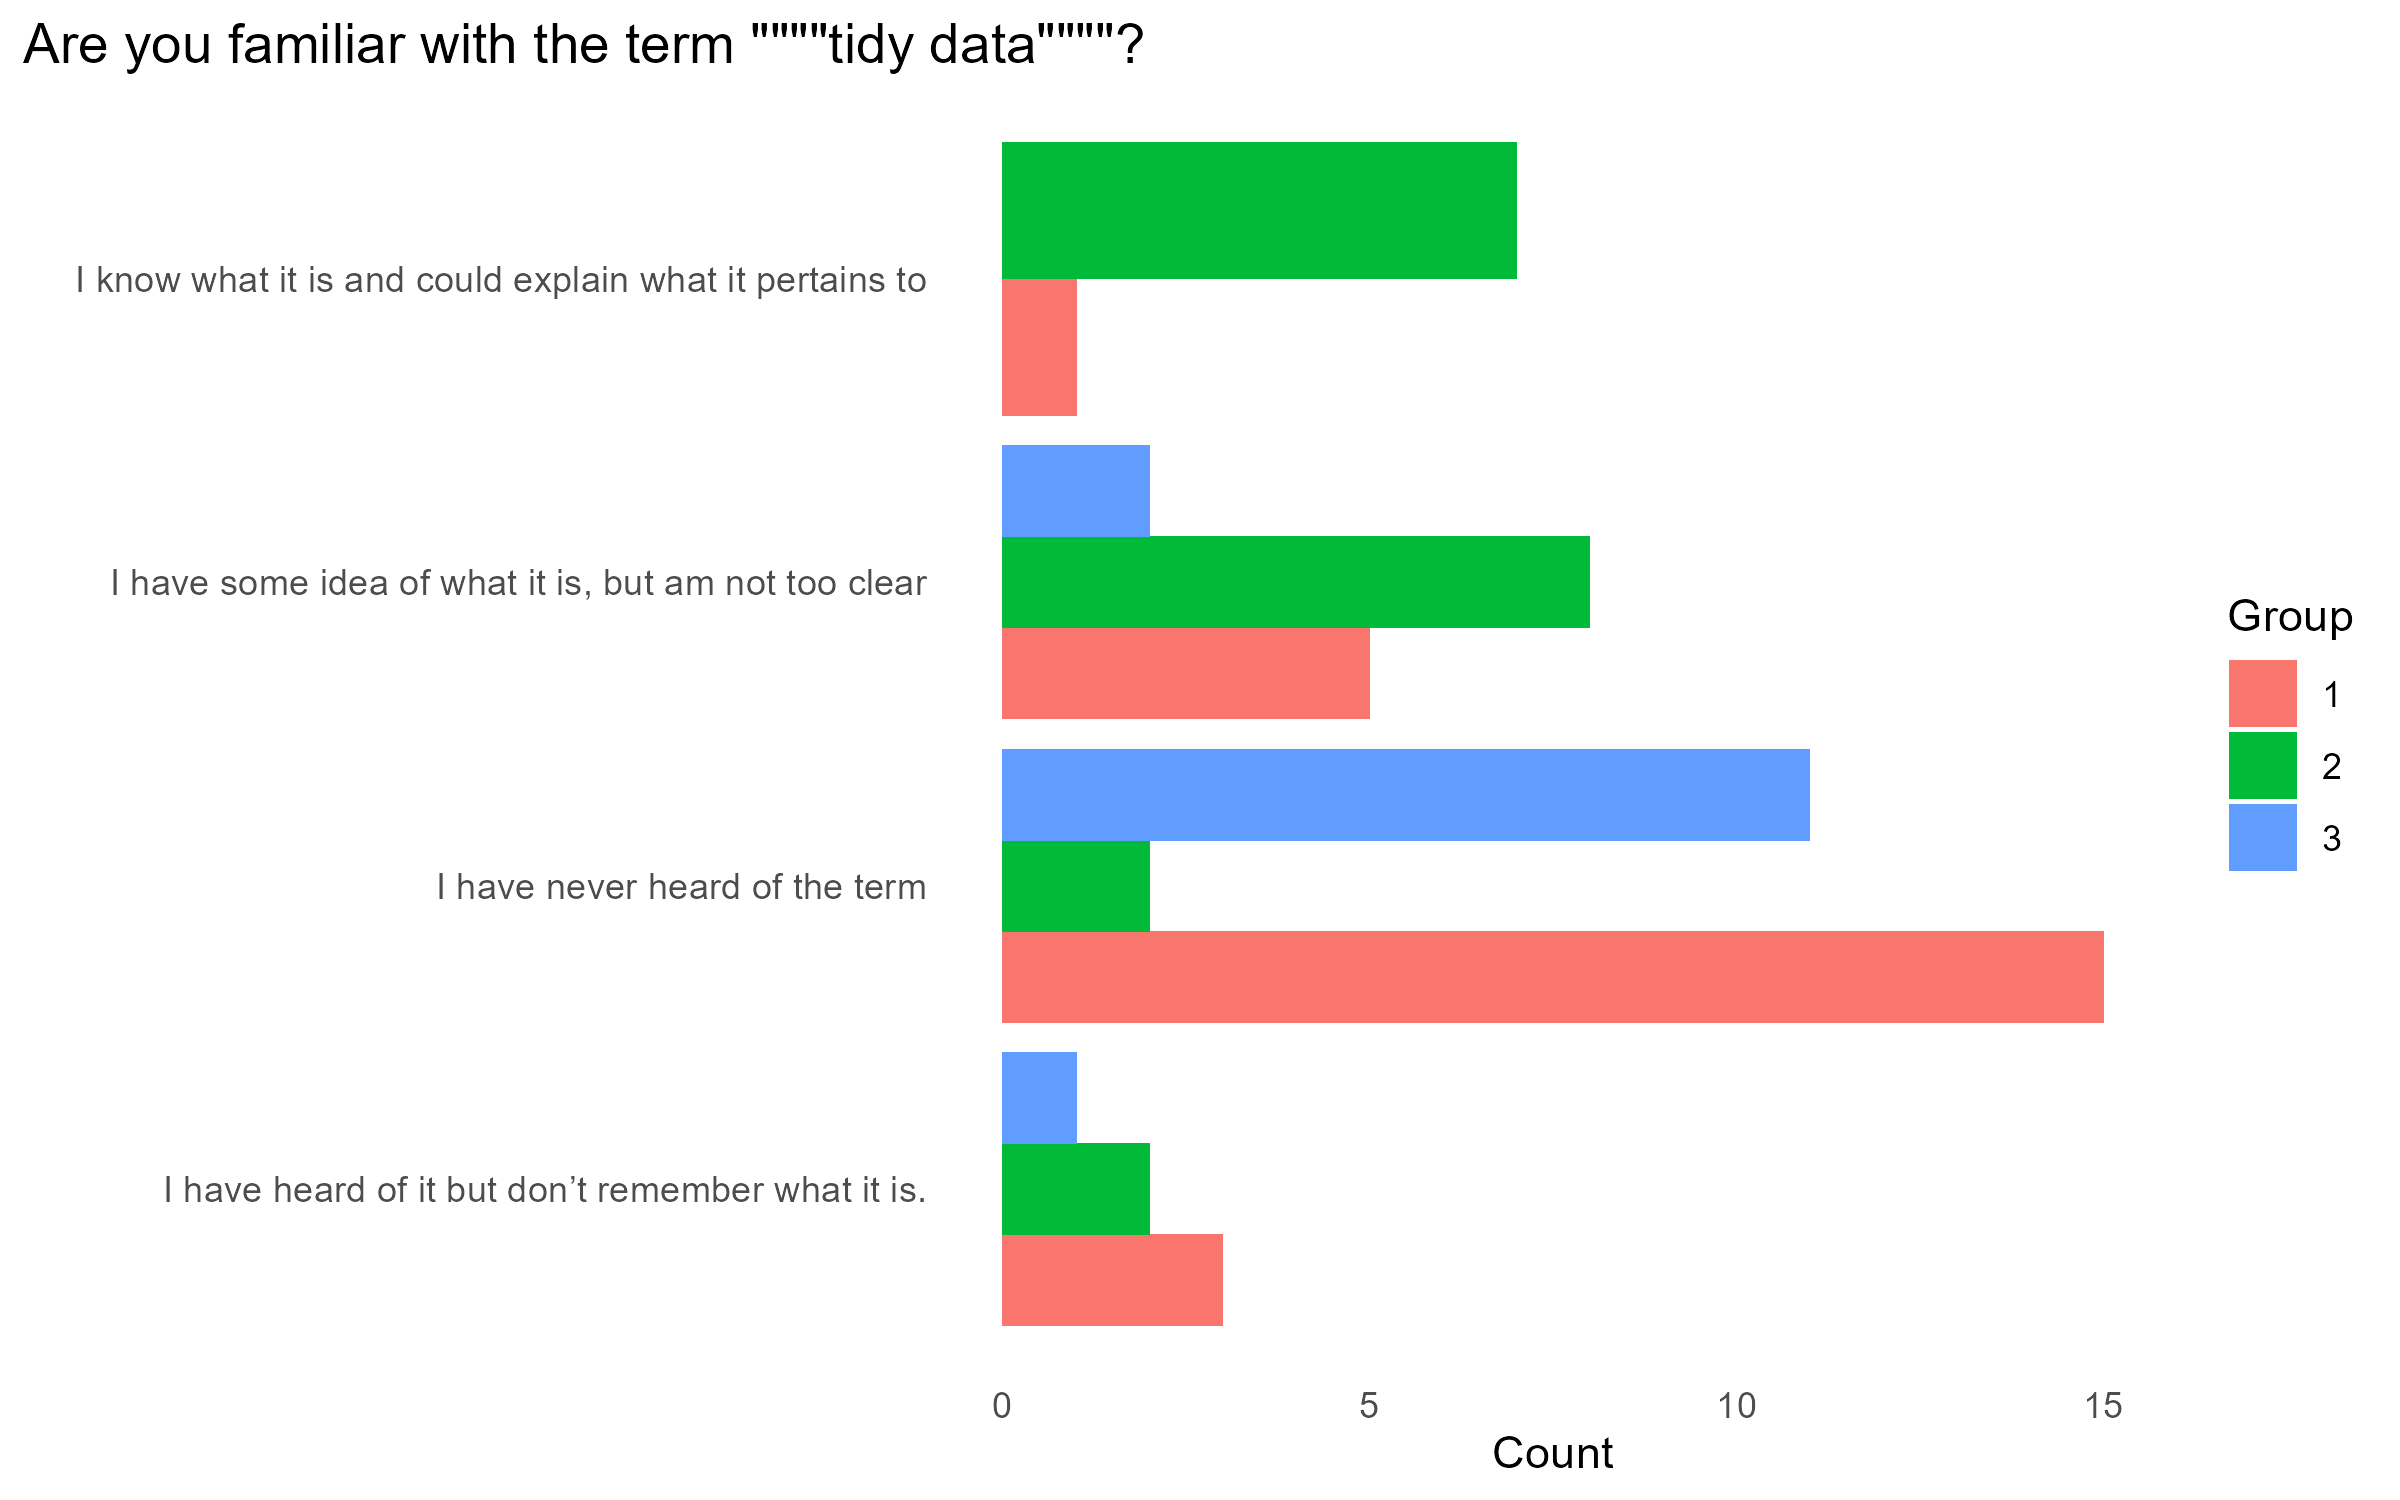 Are you familiar with the term """"tidy data""""?
I know what it is and could explain what it pertains to
I have some idea of what it is, but am not too clear
I have never heard of the term
I have heard of it but don’t remember what it is.
0 5 10 15
Count
Group
1
2
3